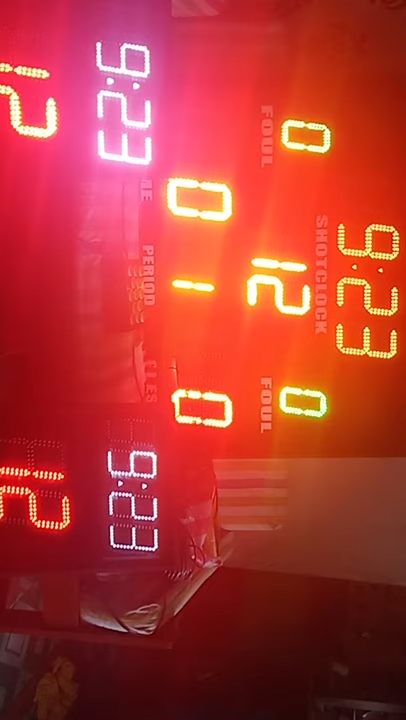 9:23
SHOTCLOCK
0 12 0
FOUL FOUL
0 1 0
PERIOD
9:23
12
9:23
12